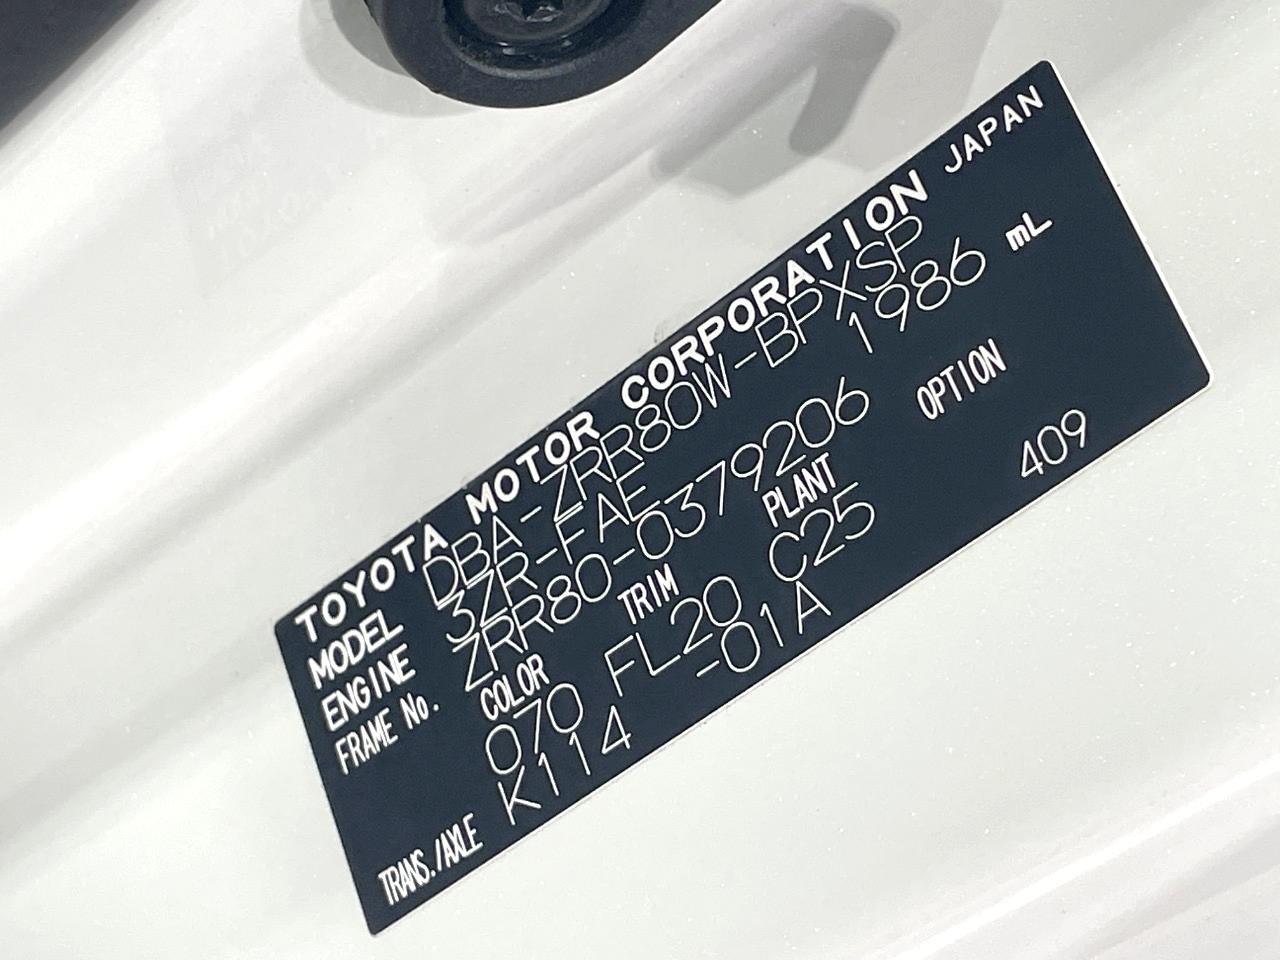 TOYOTA MOTOR CORPORATION JAPAN
MODEL DBA-ZRR80W-BPXSP
ENGINE 3ZR-FAE 1986 mL
FRAME No. ZRR80-0379206
COLOR TRIM PLANT OPTION
070 FL20 C25 409
TRANS./AXLE K114 -01A